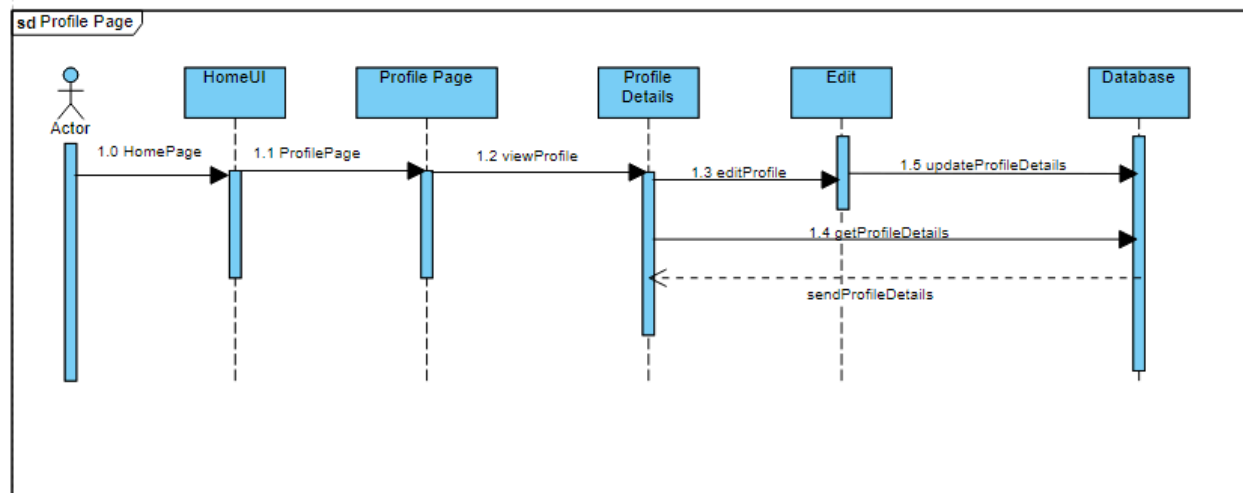 sd Profile Page
HomeUI
Profile Page
Profile
Details
Edit
Database
Actor
1.0 HomePage
1.1 ProfilePage
1.2 viewProfile
1.3 editProfile
1.5 updateProfileDetails
1.4 getProfileDetails
sendProfileDetails